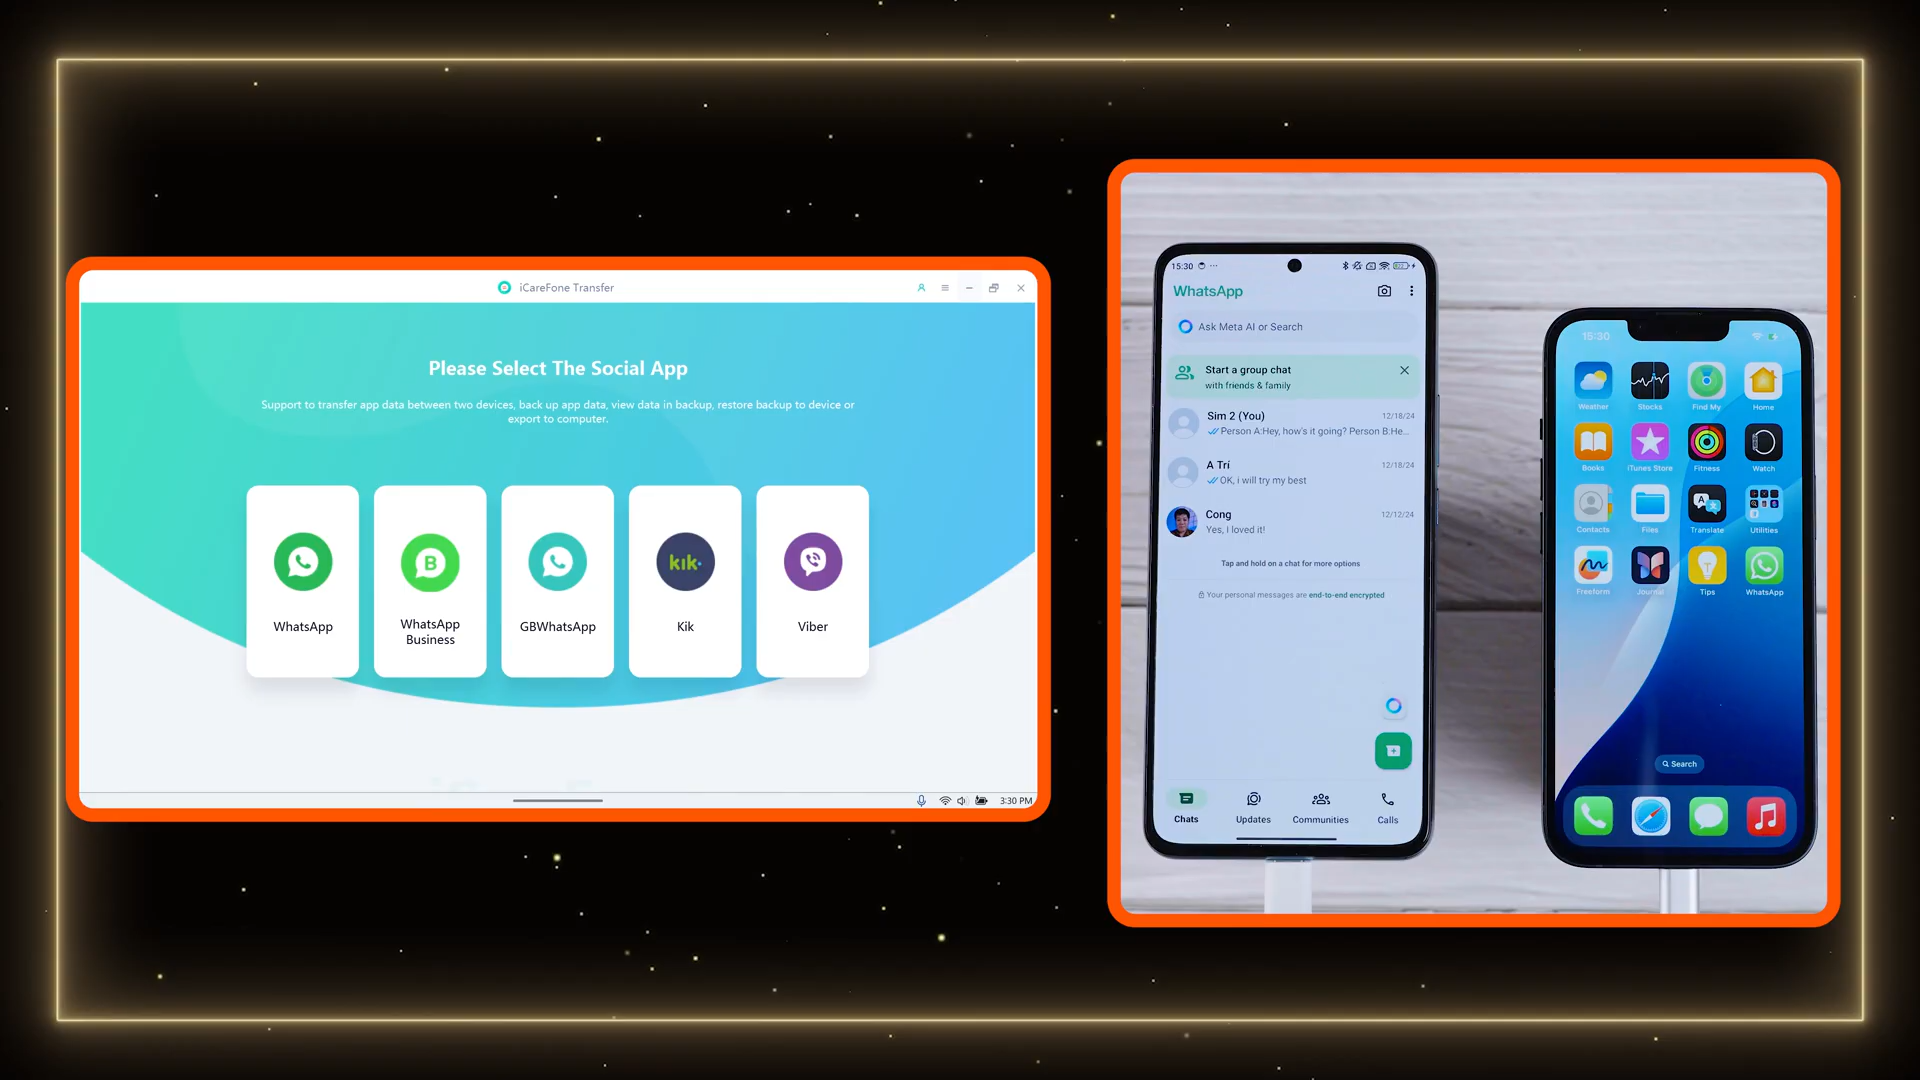 iCareFone Transfer
Please Select The Social App
Support to transfer app data between two devices, back up app data, view data in backup, restore backup to device or
export to computer.
B
kik
WhatsApp
WhatsApp
Business
GBWhatsApp
Kik
Viber
3:30 PM
15:30
WhatsApp
Ask Meta AI or Search
Start a group chat
with friends & family
Sim 2 (You)
12/18/24
Person A:Hey, how's it going? Person B:He...
A Trí
12/18/24
OK, i will try my best
Cong
12/12/24
Yes, I loved it!
Tap and hold on a chat for more options
Your personal messages are end-to-end encrypted
Chats
Updates
Communities
Calls
15:30
Weather
Stocks
Find My
Home
Books
iTunes Store
Fitness
Watch
Contacts
Files
Translate
Utilities
Freeform
Journal
Tips
WhatsApp
Search